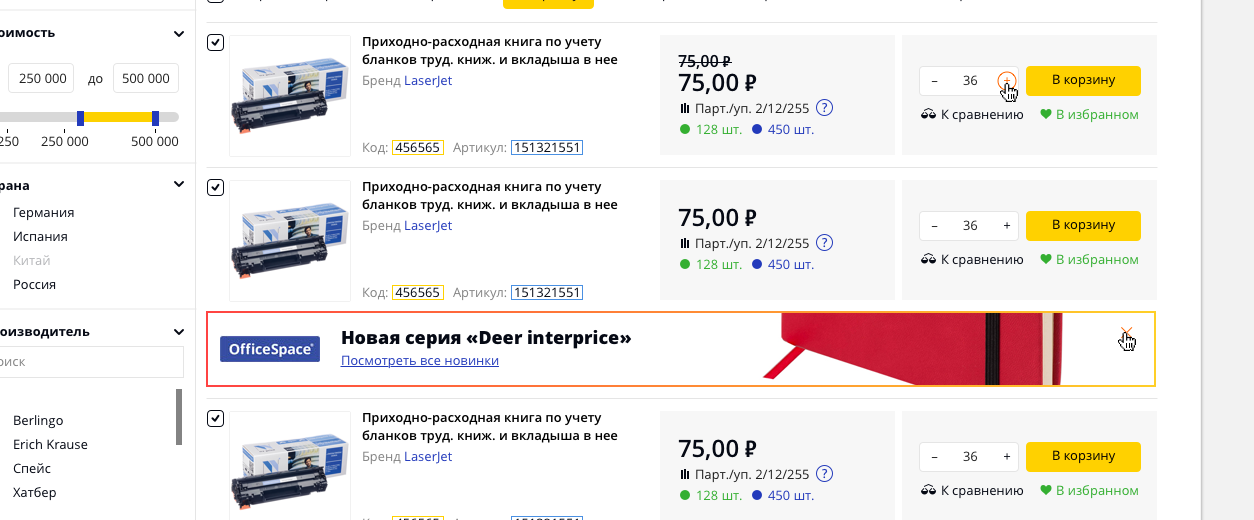 оимость
250 000 до 500 000
250 250 000 500 000
рана
Германия
Испания
Китай
Россия
оизводитель
риск
Berlingo
Erich Krause
Спейс
Хатбер
Приходно-расходная книга по учету
бланков труд. книж. и вкладыша в нее
Бренд LaserJet
Код: 456565 Артикул: 151321551
75,00 ₽
75,00 ₽
Парт./уп. 2/12/255 ?
128 шт. 450 шт.
– 36 + В корзину
К сравнению В избранном
Приходно-расходная книга по учету
бланков труд. книж. и вкладыша в нее
Бренд LaserJet
Код: 456565 Артикул: 151321551
75,00 ₽
Парт./уп. 2/12/255 ?
128 шт. 450 шт.
– 36 + В корзину
К сравнению В избранном
OfficeSpace®
Новая серия «Deer interprice»
Посмотреть все новинки
Приходно-расходная книга по учету
бланков труд. книж. и вкладыша в нее
Бренд LaserJet
75,00 ₽
Парт./уп. 2/12/255 ?
128 шт. 450 шт.
– 36 + В корзину
К сравнению В избранном